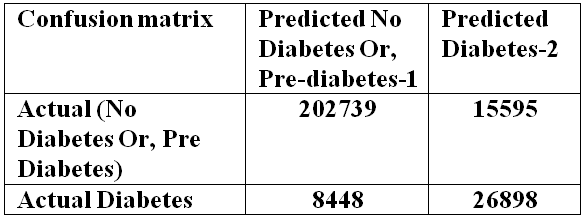 Confusion matrix
Predicted No
Diabetes Or,
Pre-diabetes-1
Predicted
Diabetes-2
Actual (No
Diabetes Or, Pre
Diabetes)
202739
15595
Actual Diabetes
8448
26898